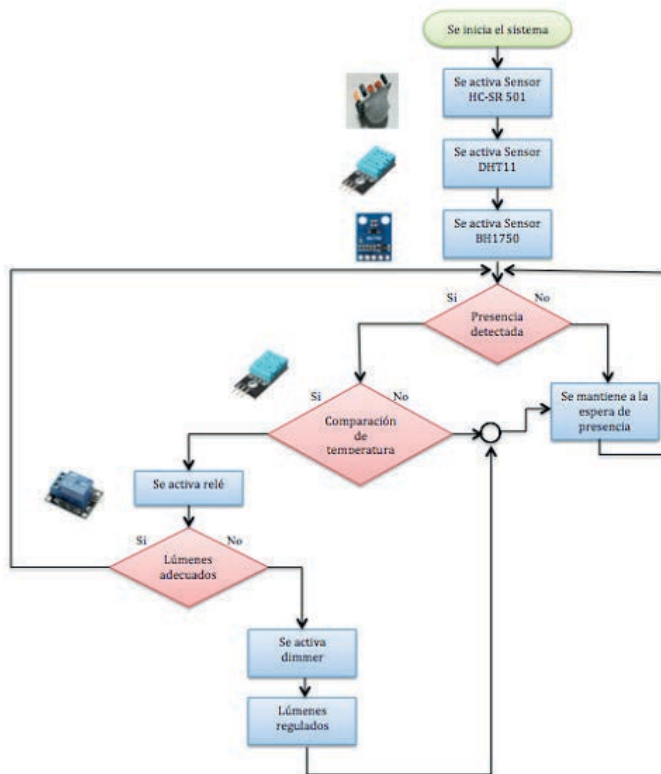 Se inicia el sistema
Se activa Sensor
HC-SR 501
Se activa Sensor
DHT11
Se activa Sensor
BH1750
Si
No
Presencia
detectada
Si
No
Comparación
de
temperatura
Se mantiene a la
espera de
presencia
Se activa relé
Si
No
Lúmenes
adecuados
Se activa
dimmer
Lúmenes
regulados